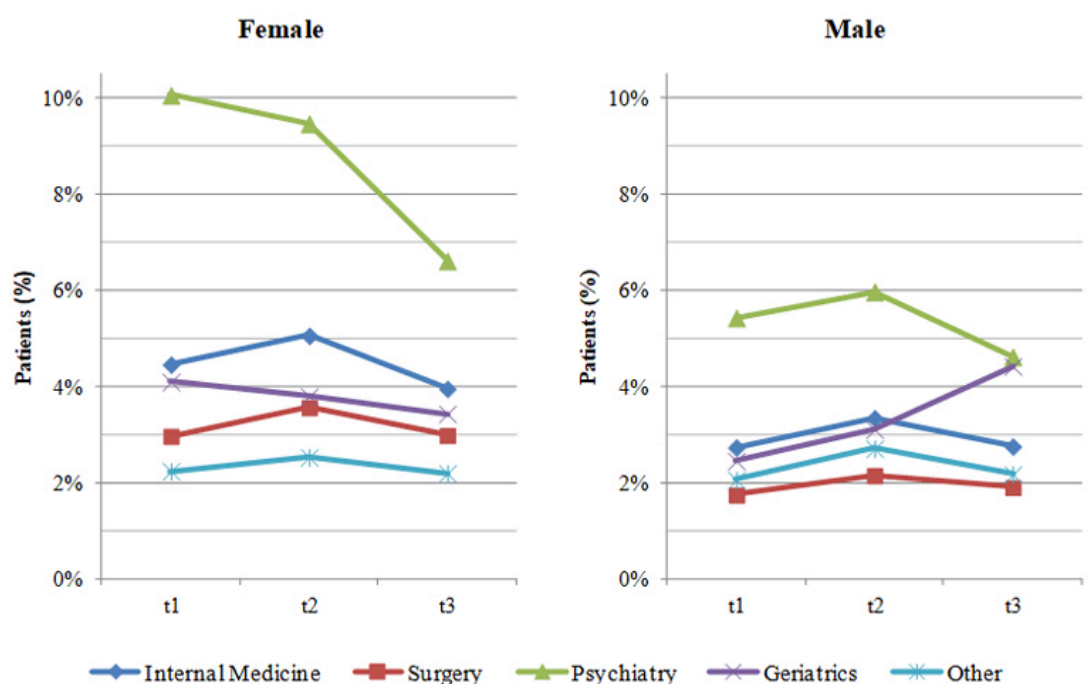 Female
Male
10%
8%
6%
4%
2%
0%
Patients (%)
t1 t2 t3
10%
8%
6%
4%
2%
0%
Patients (%)
t1 t2 t3
Internal Medicine Surgery Psychiatry Geriatrics Other